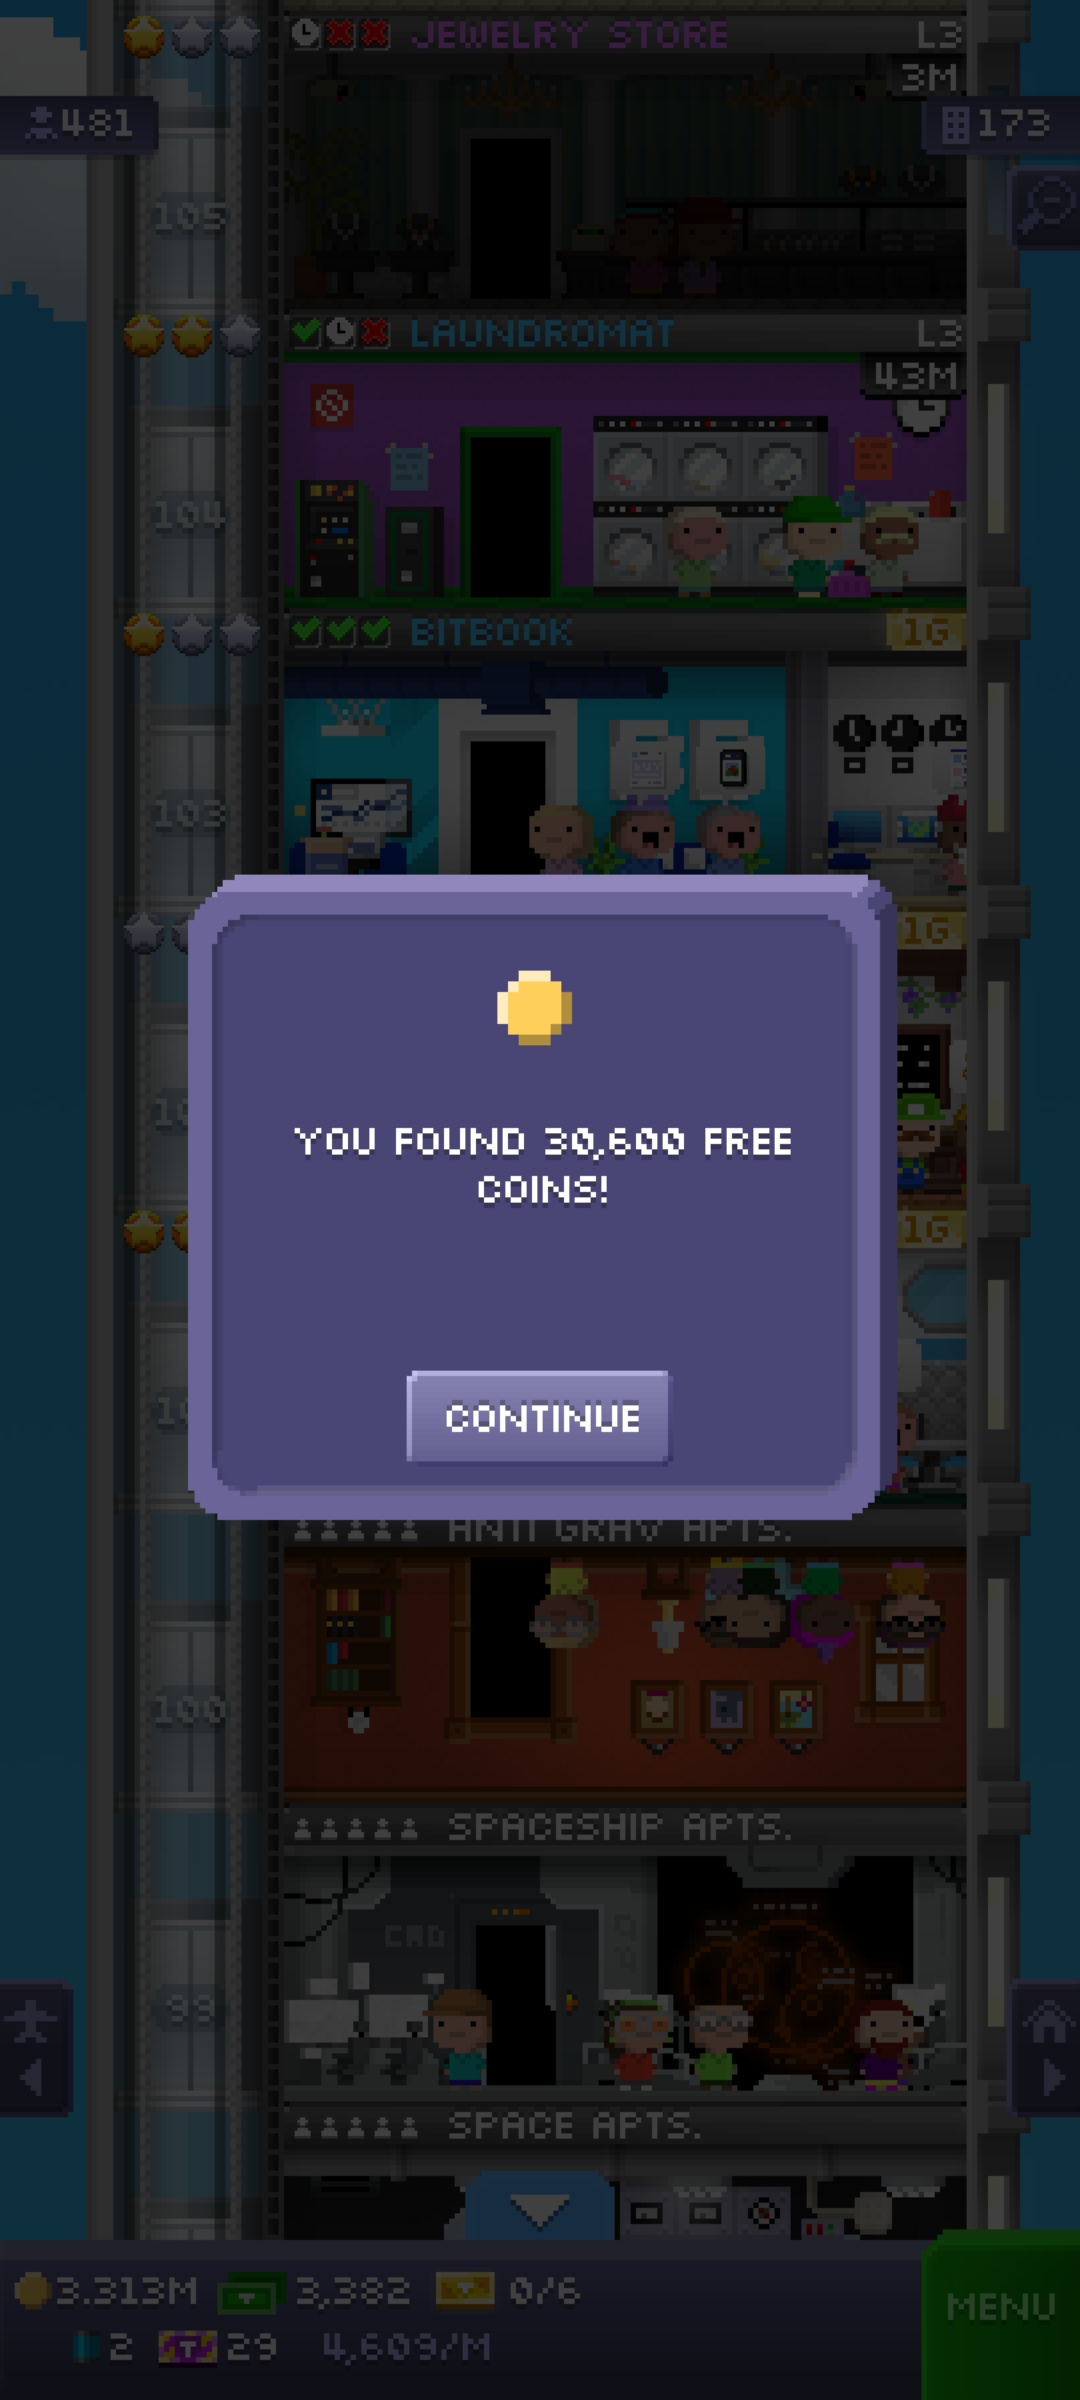 JEWELRY STORE L3
3M
481
173
105
LAUNDROMAT L3
43M
104
BITBOOK 1G
103
1G
YOU FOUND 30,600 FREE
COINS!
1G
CONTINUE
ANTI GRAV APTS.
100
SPACESHIP APTS.
CMD
99
SPACE APTS.
3.313M 3,382 0/6
MENU
2 29 4,609/M